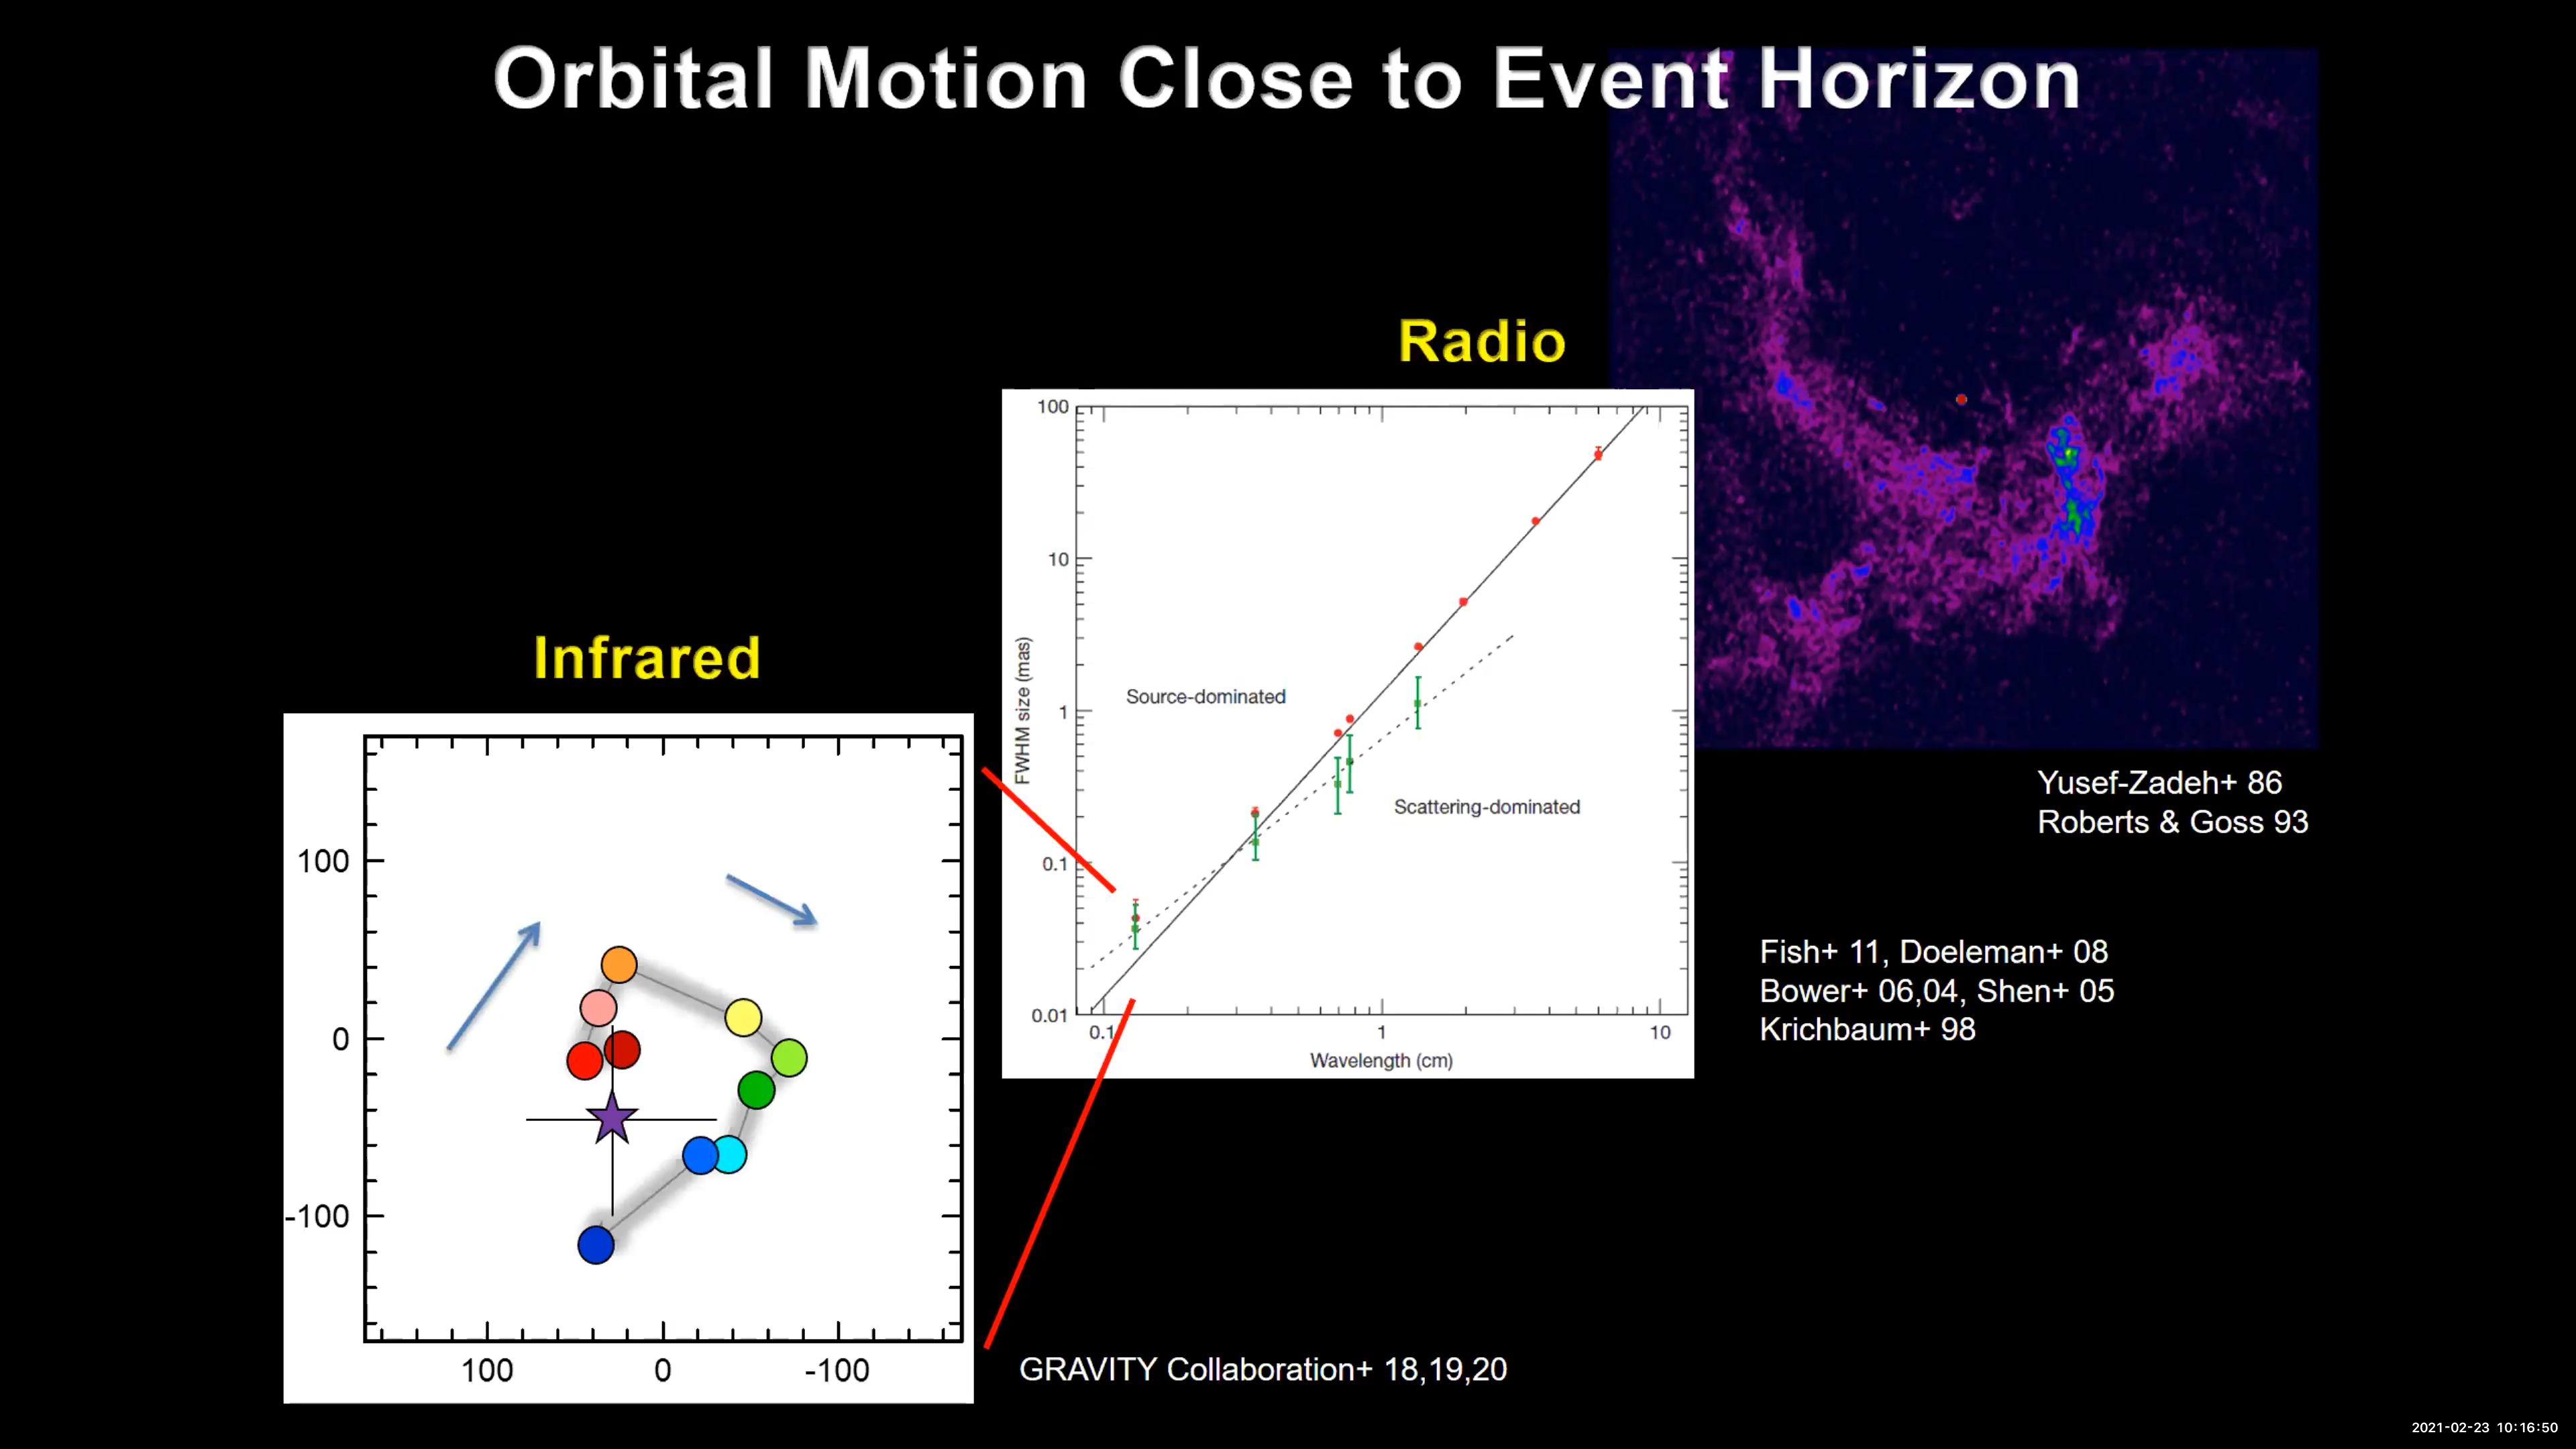 Orbital Motion Close to Event Horizon
Radio
100
10
1
0.1
0.01
FWHM size (mas)
Source-dominated
Scattering-dominated
0.1
1
10
Wavelength (cm)
Yusef-Zadeh+ 86
Roberts & Goss 93
Fish+ 11, Doeleman+ 08
Bower+ 06,04, Shen+ 05
Krichbaum+ 98
Infrared
100
0
-100
100
0
-100
GRAVITY Collaboration+ 18,19,20
2021-02-23 10:16:50